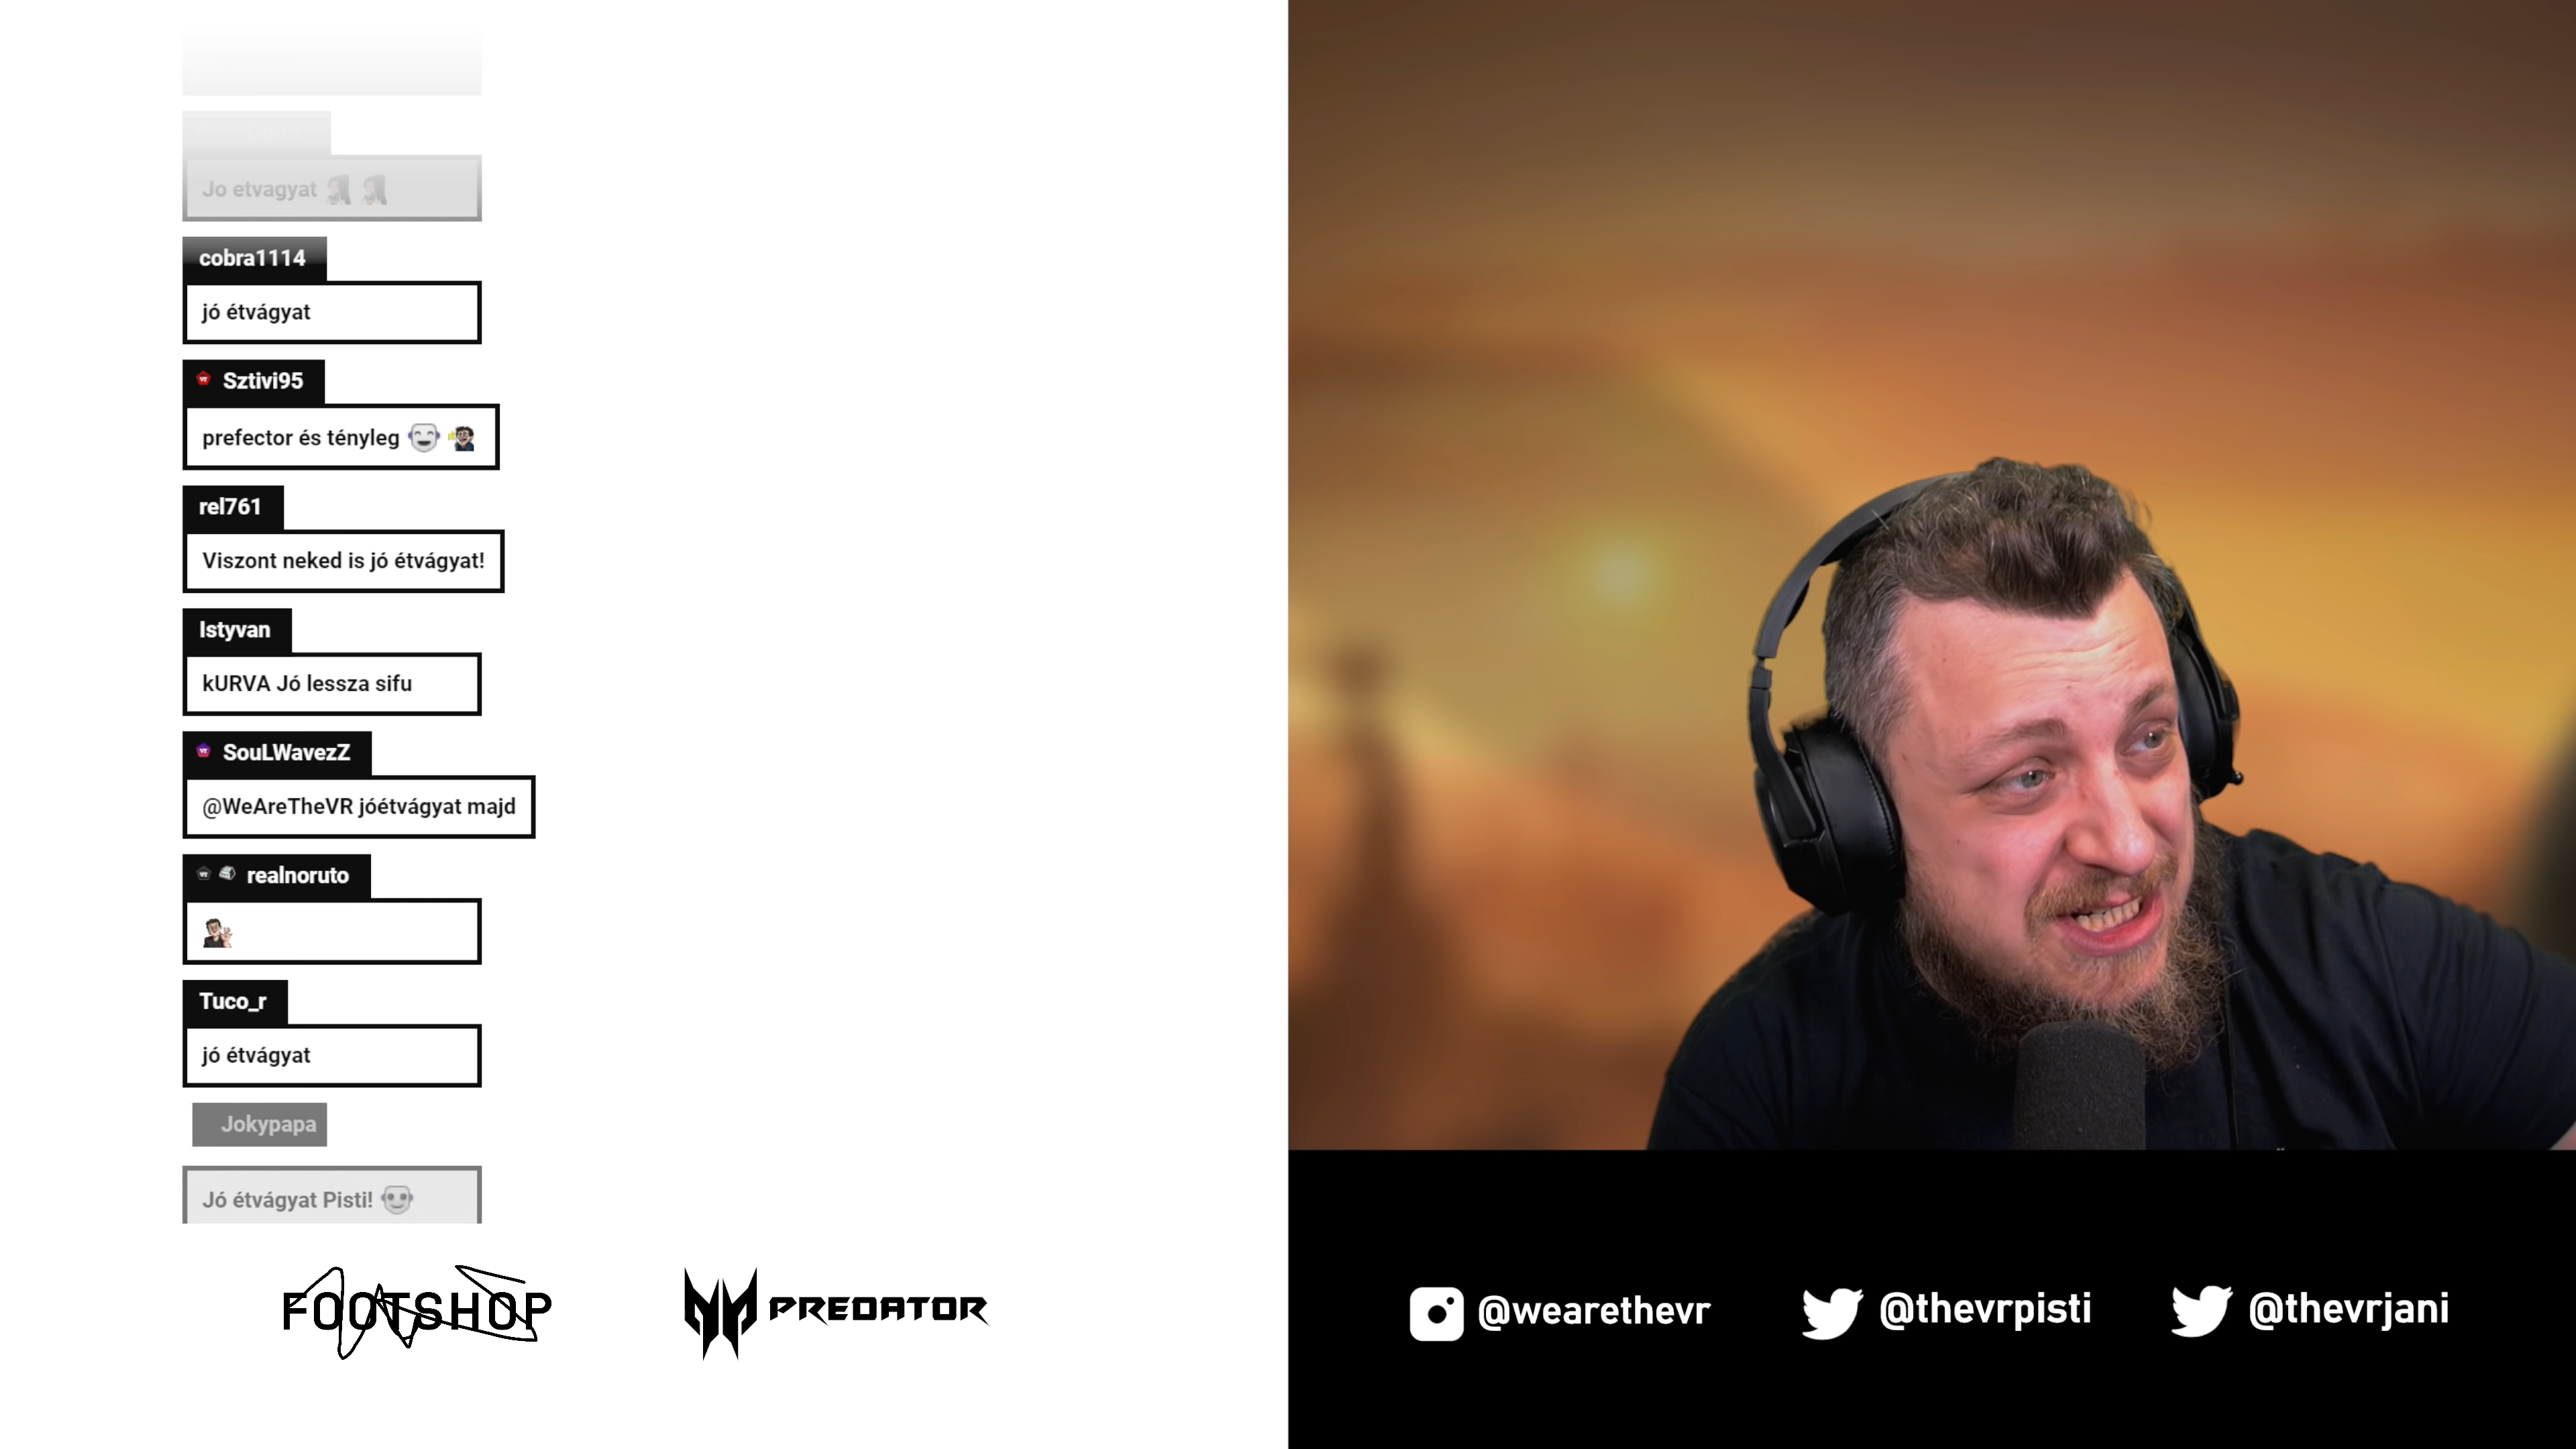 Jo etvagyat
cobra1114
jó étvágyat
Sztivi95
prefector és tényleg
rel761
Viszont neked is jó étvágyat!
Istyvan
kURVA Jó lessza sifu
SouLWavezZ
@WeAreTheVR jóétvágyat majd
realnoruto
Tuco_r
jó étvágyat
Jokypapa
Jó étvágyat Pisti!
FOOTSHOP
PREDATOR
@wearethevr
@thevrpisti
@thevrjani